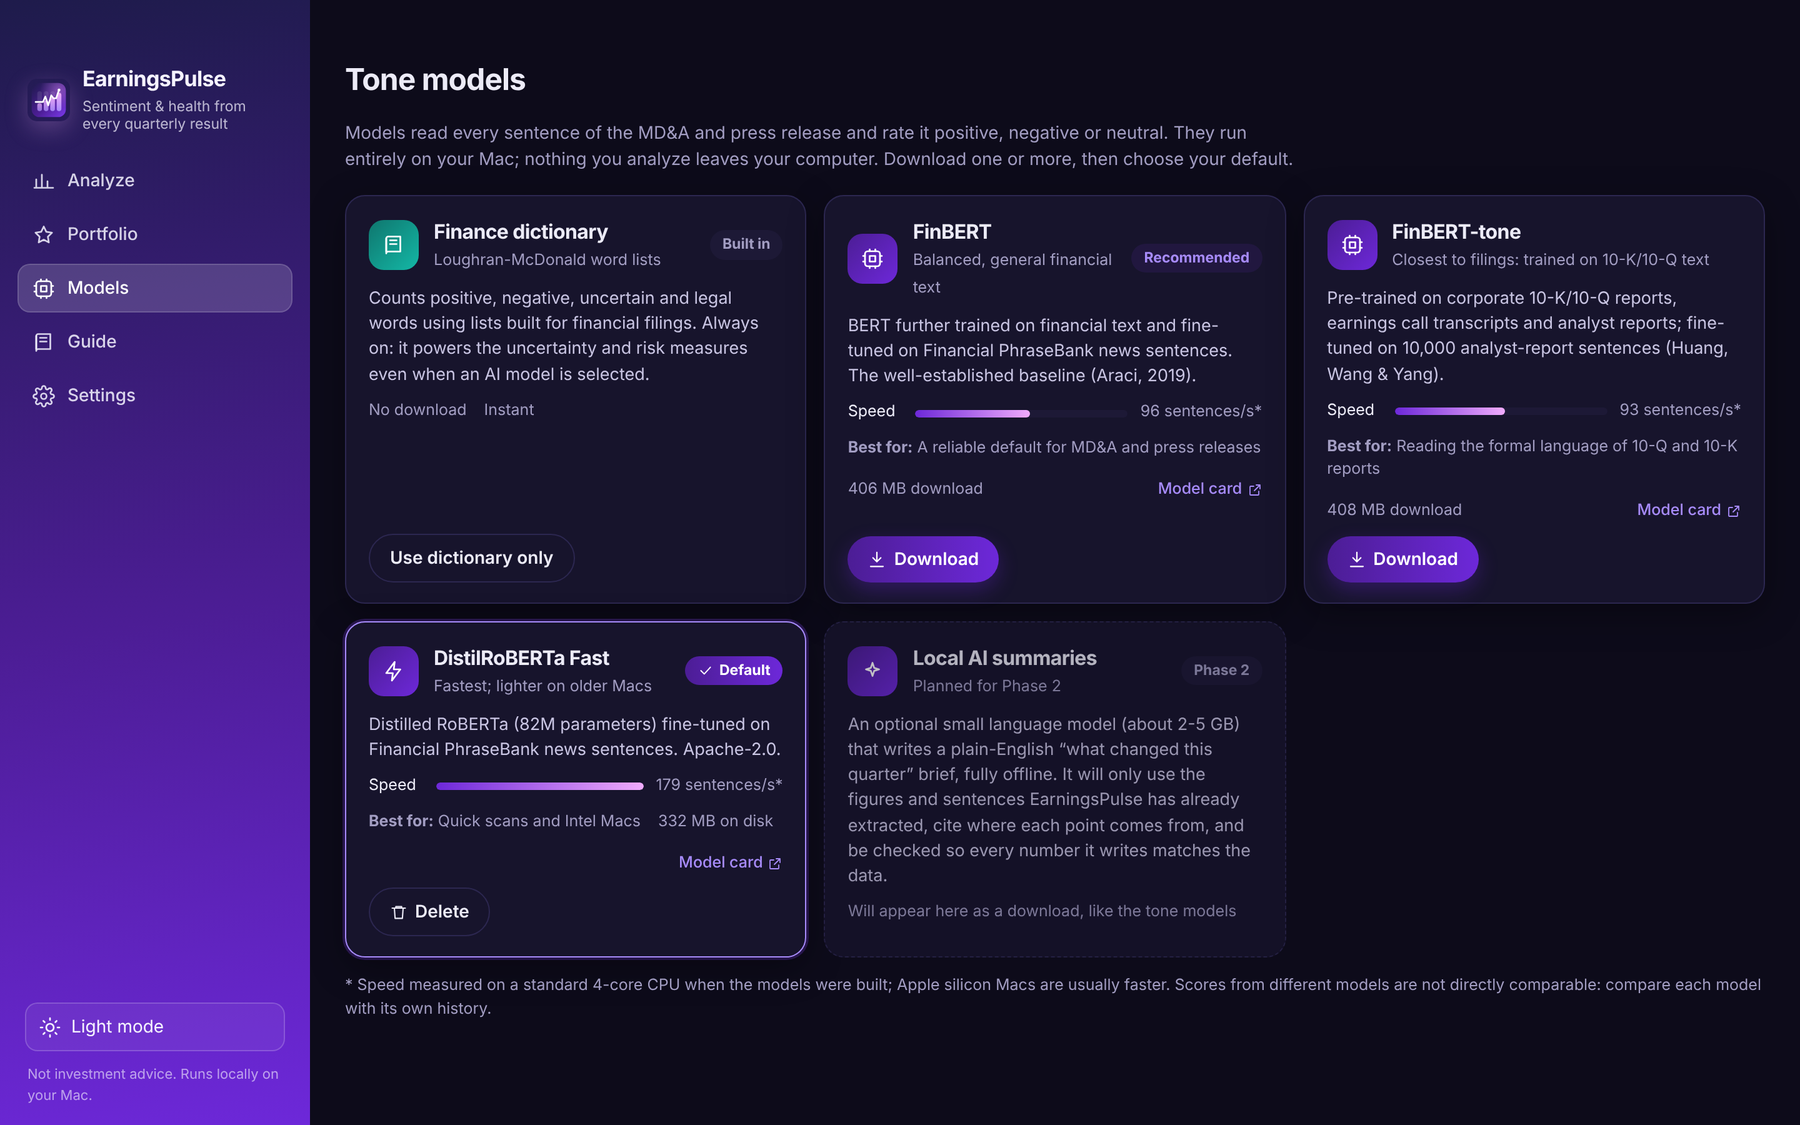 EarningsPulse
Sentiment & health from
every quarterly result
Analyze
Portfolio
Models
Guide
Settings
Light mode
Not investment advice. Runs locally on
your Mac.
Tone models
Models read every sentence of the MD&A and press release and rate it positive, negative or neutral. They run
entirely on your Mac; nothing you analyze leaves your computer. Download one or more, then choose your default.
Finance dictionary
Loughran-McDonald word lists
Built in
Counts positive, negative, uncertain and legal
words using lists built for financial filings. Always
on: it powers the uncertainty and risk measures
even when an AI model is selected.
No download Instant
Use dictionary only
FinBERT
Balanced, general financial
text
Recommended
BERT further trained on financial text and fine-
tuned on Financial PhraseBank news sentences.
The well-established baseline (Araci, 2019).
Speed 96 sentences/s*
Best for: A reliable default for MD&A and press releases
406 MB download Model card
Download
FinBERT-tone
Closest to filings: trained on 10-K/10-Q text
Pre-trained on corporate 10-K/10-Q reports,
earnings call transcripts and analyst reports; fine-
tuned on 10,000 analyst-report sentences (Huang,
Wang & Yang).
Speed 93 sentences/s*
Best for: Reading the formal language of 10-Q and 10-K
reports
408 MB download Model card
Download
DistilRoBERTa Fast
Fastest; lighter on older Macs
Default
Distilled RoBERTa (82M parameters) fine-tuned on
Financial PhraseBank news sentences. Apache-2.0.
Speed 179 sentences/s*
Best for: Quick scans and Intel Macs 332 MB on disk
Model card
Delete
Local AI summaries
Planned for Phase 2
Phase 2
An optional small language model (about 2-5 GB)
that writes a plain-English “what changed this
quarter” brief, fully offline. It will only use the
figures and sentences EarningsPulse has already
extracted, cite where each point comes from, and
be checked so every number it writes matches the
data.
Will appear here as a download, like the tone models
* Speed measured on a standard 4-core CPU when the models were built; Apple silicon Macs are usually faster. Scores from different models are not directly comparable: compare each model
with its own history.